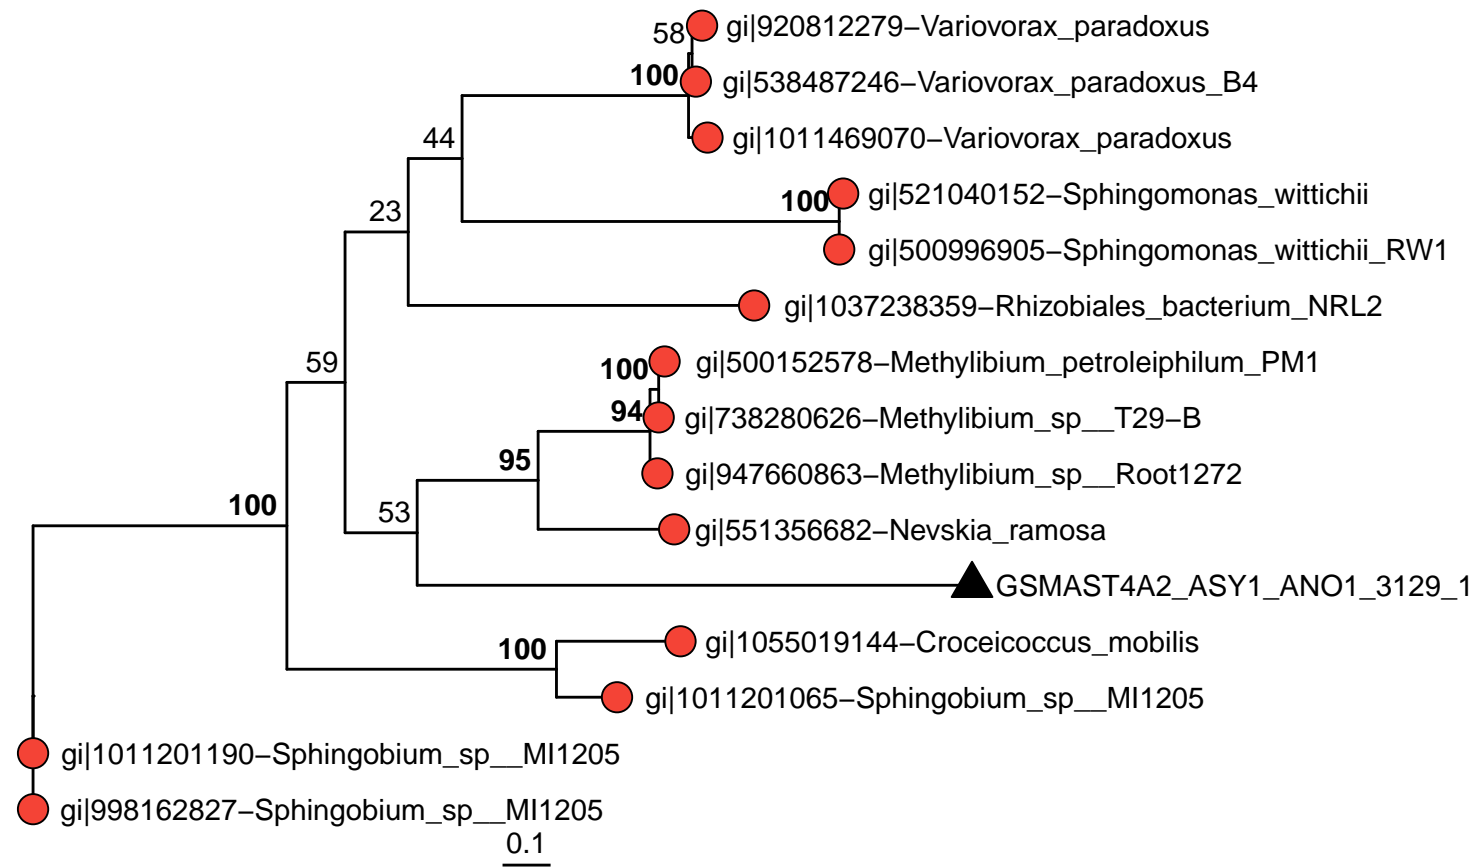 58
gi|920812279–Variovorax_paradoxus
100
gi|538487246–Variovorax_paradoxus_B4
44
gi|1011469070–Variovorax_paradoxus
100
gi|521040152–Sphingomonas_wittichii
23
gi|500996905–Sphingomonas_wittichii_RW1
gi|1037238359–Rhizobiales_bacterium_NRL2
59
100
gi|500152578–Methylibium_petroleiphilum_PM1
94
gi|738280626–Methylibium_sp__T29–B
95
gi|947660863–Methylibium_sp__Root1272
100
53
gi|551356682–Nevskia_ramosa
GSMAST4A2_ASY1_ANO1_3129_1
100
gi|1055019144–Croceicoccus_mobilis
gi|1011201065–Sphingobium_sp__MI1205
gi|1011201190–Sphingobium_sp__MI1205
gi|998162827–Sphingobium_sp__MI1205
0.1